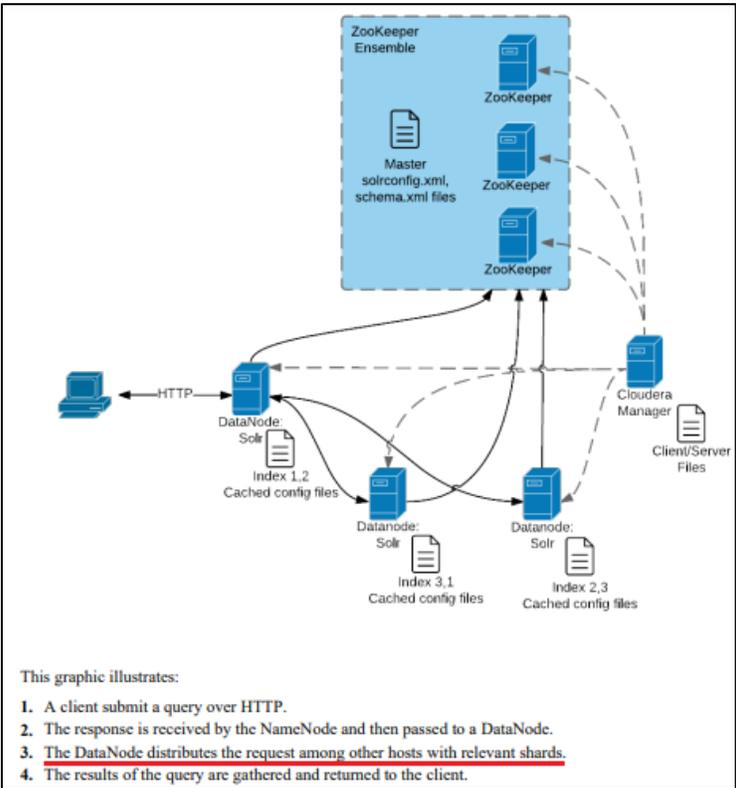 ZooKeeper
Ensemble
ZooKeeper
Master
solrconfig.xml,
schema.xml files
ZooKeeper
ZooKeeper
HTTP
DataNode:
Solr
Index 1,2
Cached config files
Cloudera
Manager
Client/Server
Files
Datanode:
Solr
Index 3,1
Cached config files
Datanode:
Solr
Index 2,3
Cached config files
This graphic illustrates:
1. A client submit a query over HTTP.
2. The response is received by the NameNode and then passed to a DataNode.
3. The DataNode distributes the request among other hosts with relevant shards.
4. The results of the query are gathered and returned to the client.